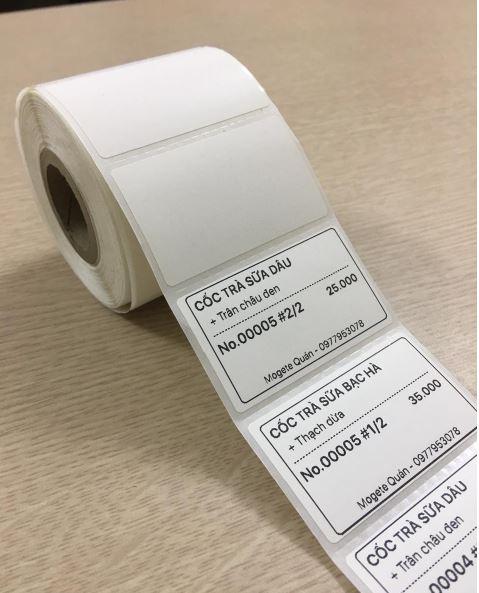 CỐC TRÀ SỮA DÂU
+ Trân châu đen
25.000
No.00005 #2/2
Mogete Quán - 0977953078
CỐC TRÀ SỮA BẠC HÀ
+ Thạch dừa
35.000
No.00005 #1/2
Mogete Quán - 0977953078
CỐC TRÀ SỮA DÂU
+ Trân châu đen
00004 #